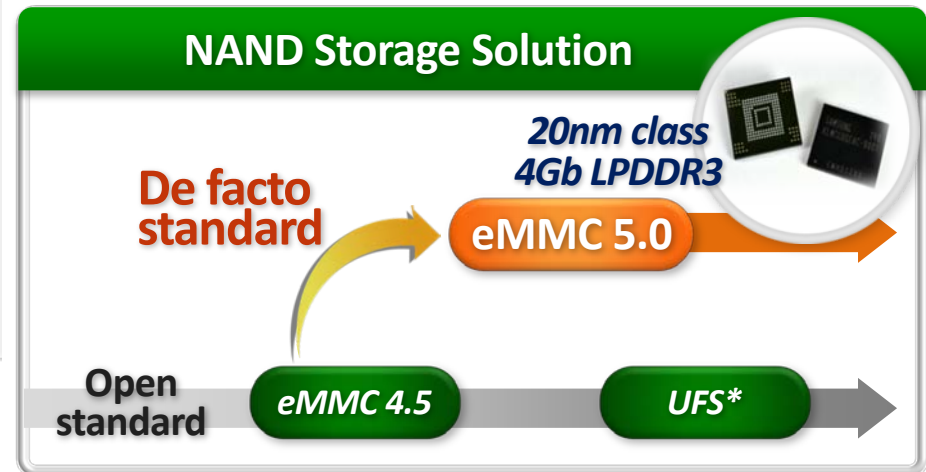 NAND Storage Solution
20nm class
4Gb LPDDR3
De facto
standard
eMMC 5.0
Open
standard
eMMC 4.5
UFS*